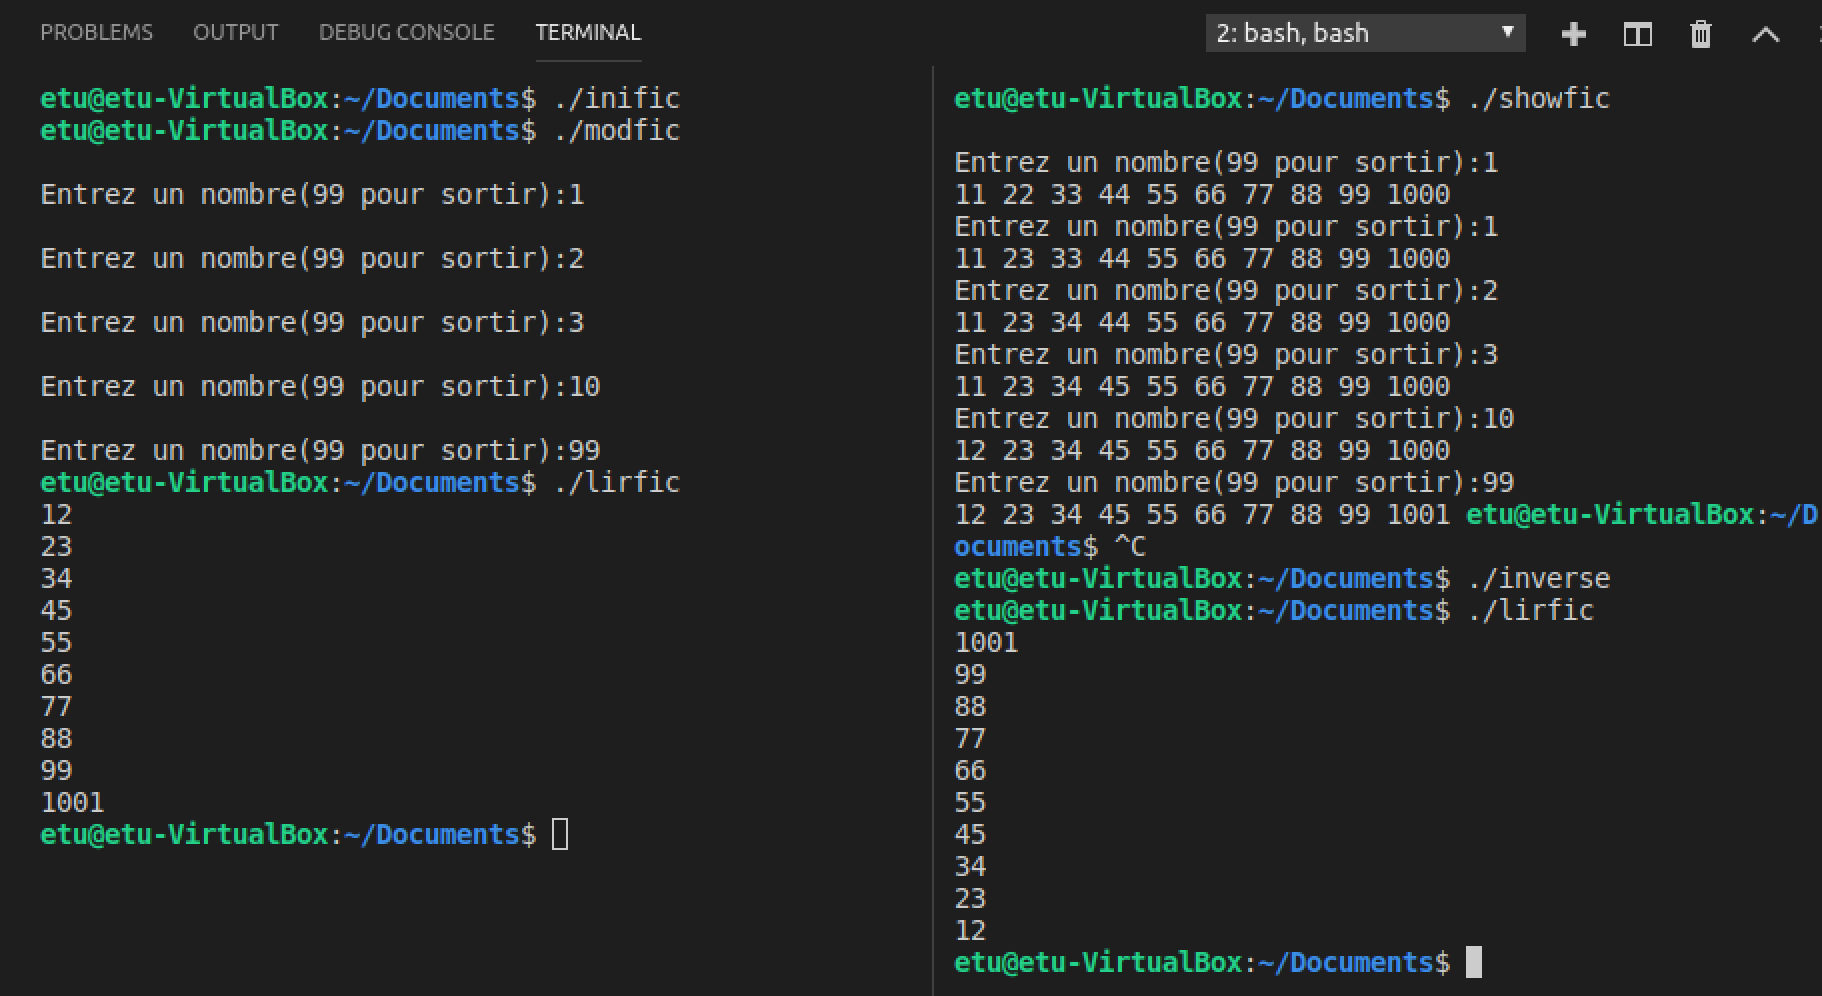 PROBLEMS OUTPUT DEBUG CONSOLE TERMINAL
2: bash, bash
etu@etu-VirtualBox:~/Documents$ ./inific
etu@etu-VirtualBox:~/Documents$ ./modfic
Entrez un nombre(99 pour sortir):1
Entrez un nombre(99 pour sortir):2
Entrez un nombre(99 pour sortir):3
Entrez un nombre(99 pour sortir):10
Entrez un nombre(99 pour sortir):99
etu@etu-VirtualBox:~/Documents$ ./lirfic
12
23
34
45
55
66
77
88
99
1001
etu@etu-VirtualBox:~/Documents$
etu@etu-VirtualBox:~/Documents$ ./showfic
Entrez un nombre(99 pour sortir):1
11 22 33 44 55 66 77 88 99 1000
Entrez un nombre(99 pour sortir):1
11 23 33 44 55 66 77 88 99 1000
Entrez un nombre(99 pour sortir):2
11 23 34 44 55 66 77 88 99 1000
Entrez un nombre(99 pour sortir):3
11 23 34 45 55 66 77 88 99 1000
Entrez un nombre(99 pour sortir):10
12 23 34 45 55 66 77 88 99 1000
Entrez un nombre(99 pour sortir):99
12 23 34 45 55 66 77 88 99 1001 etu@etu-VirtualBox:~/D
ocuments$ ^C
etu@etu-VirtualBox:~/Documents$ ./inverse
etu@etu-VirtualBox:~/Documents$ ./lirfic
1001
99
88
77
66
55
45
34
23
12
etu@etu-VirtualBox:~/Documents$